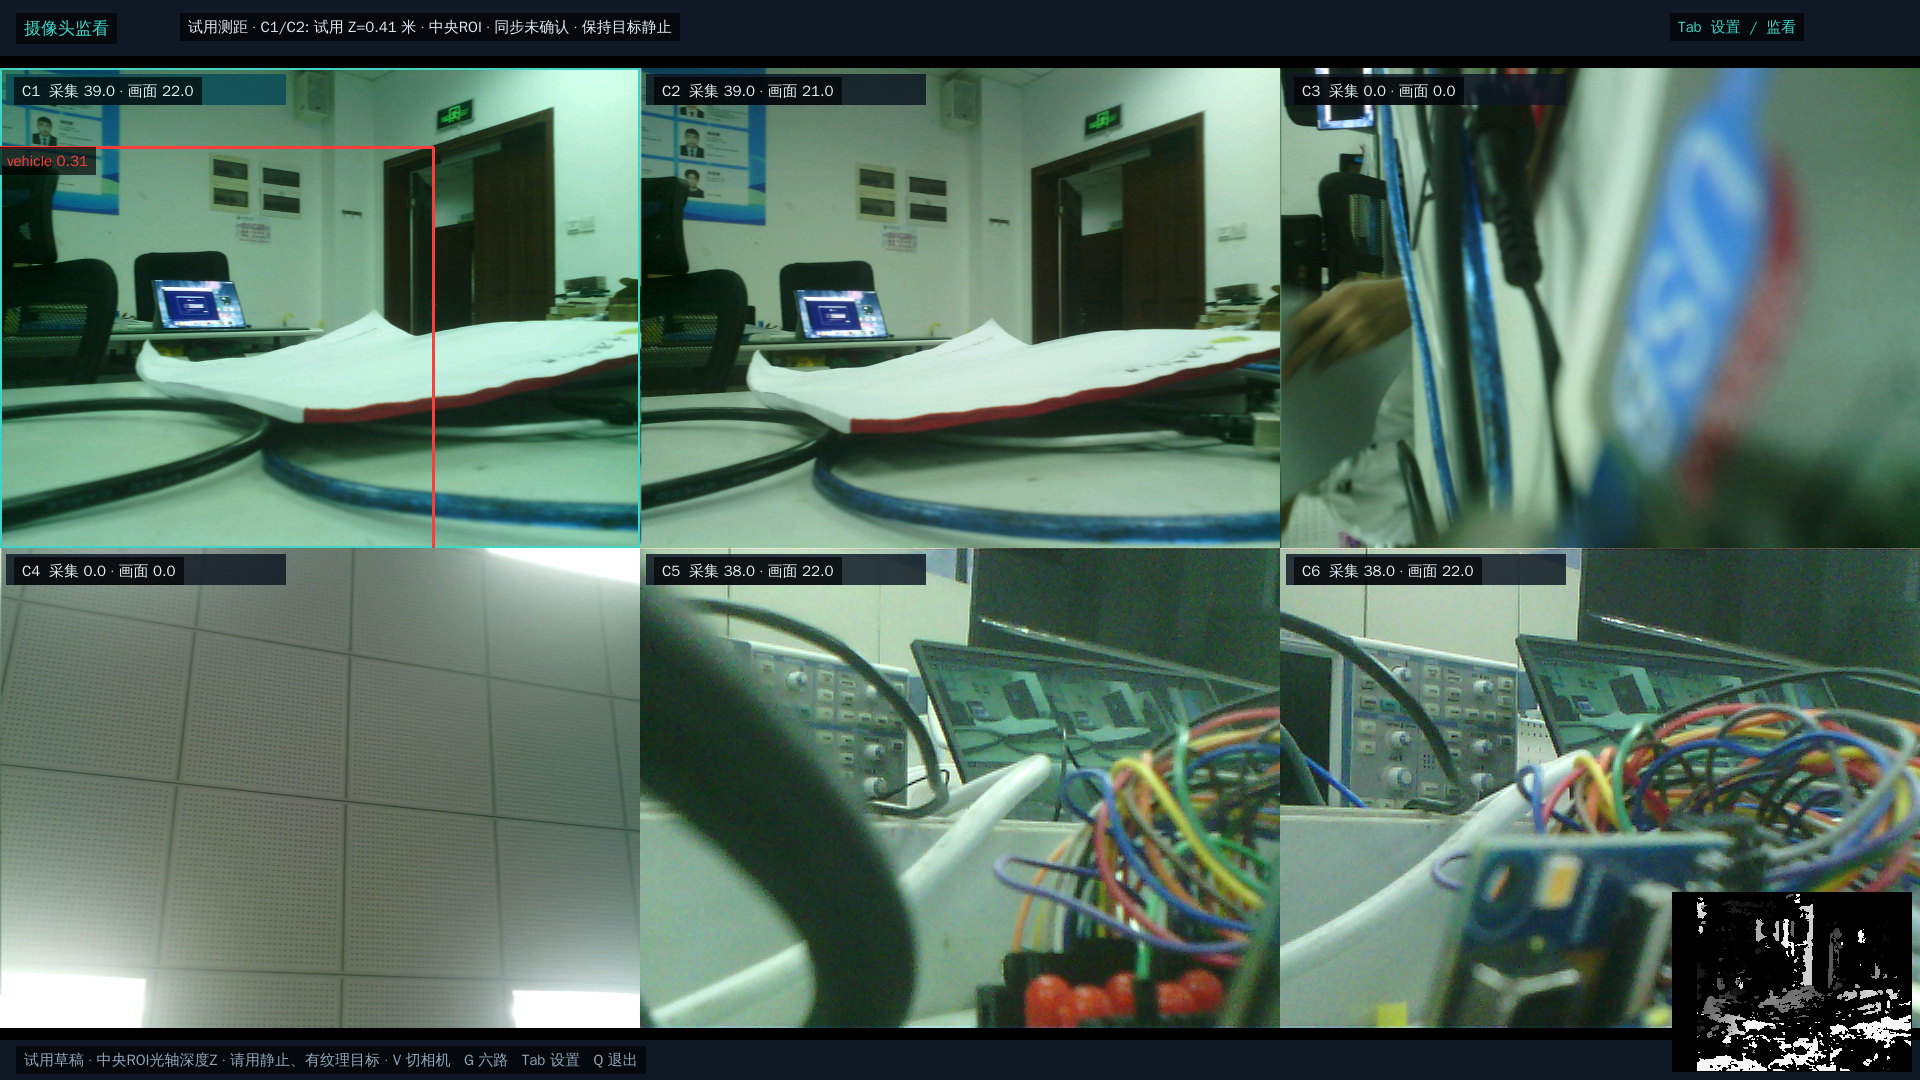 摄像头监看
试用测距 · C1/C2: 试用 Z=0.41 米 · 中央ROI · 同步未确认 · 保持目标静止
Tab 设置 / 监看
C1 采集 39.0 · 画面 22.0
C2 采集 39.0 · 画面 21.0
C3 采集 0.0 · 画面 0.0
vehicle 0.31
C4 采集 0.0 · 画面 0.0
C5 采集 38.0 · 画面 22.0
C6 采集 38.0 · 画面 22.0
试用草稿 · 中央ROI光轴深度Z · 请用静止、有纹理目标 · V 切相机 G 六路 Tab 设置 Q 退出